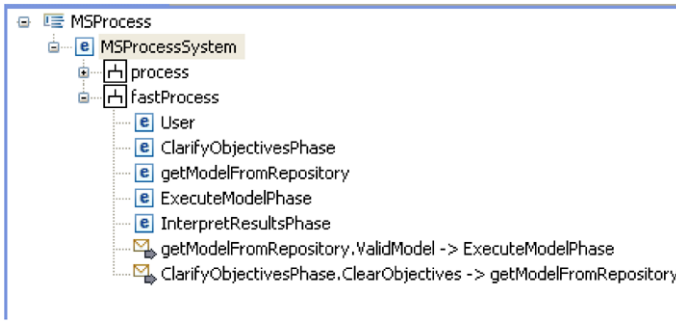 MSProcess
MSProcessSystem
process
fastProcess
User
ClarifyObjectivesPhase
getModelFromRepository
ExecuteModelPhase
InterpretResultsPhase
getModelFromRepository.ValidModel -> ExecuteModelPhase
ClarifyObjectivesPhase.ClearObjectives -> getModelFromRepository